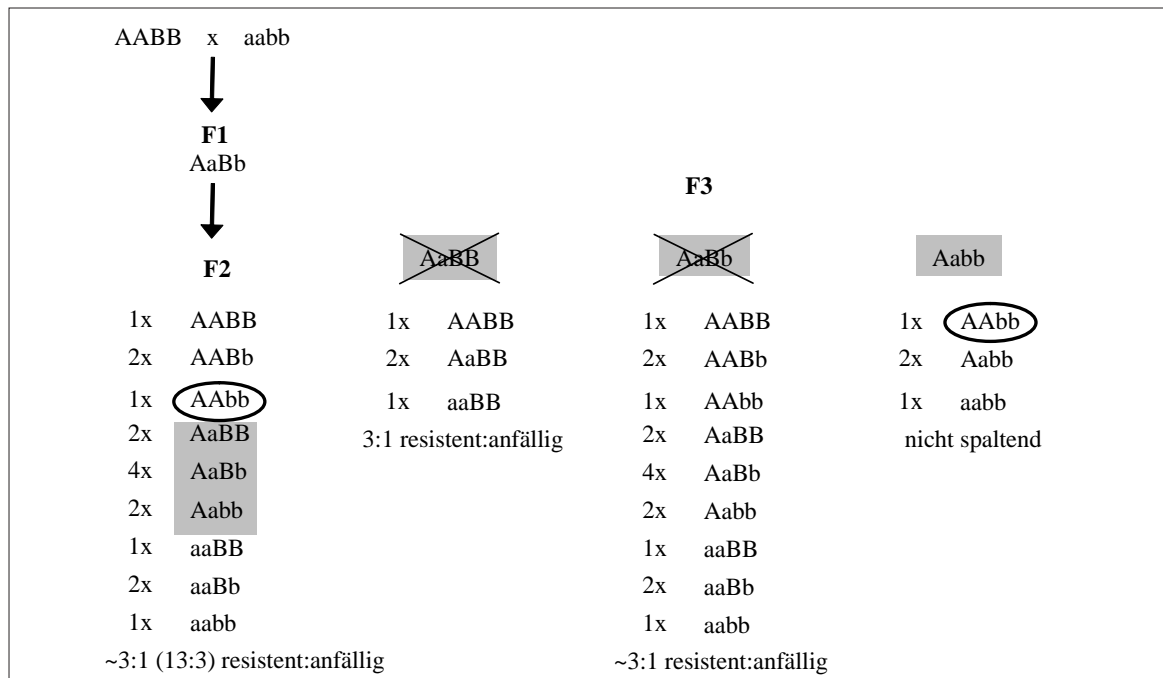 AABB x aabb
F1
AaBb
F3
F2
AaBB
AaBb
Aabb
1x AABB
2x AABb
1x AAbb
2x AaBB
4x AaBb
2x Aabb
1x aaBB
2x aaBb
1x aabb
~3:1 (13:3) resistent:anfällig
1x AABB
2x AaBB
1x aaBB
3:1 resistent:anfällig
1x AABB
2x AABb
1x AAbb
2x AaBB
4x AaBb
2x Aabb
1x aaBB
2x aaBb
1x aabb
~3:1 resistent:anfällig
1x AAbb
2x Aabb
1x aabb
nicht spaltend